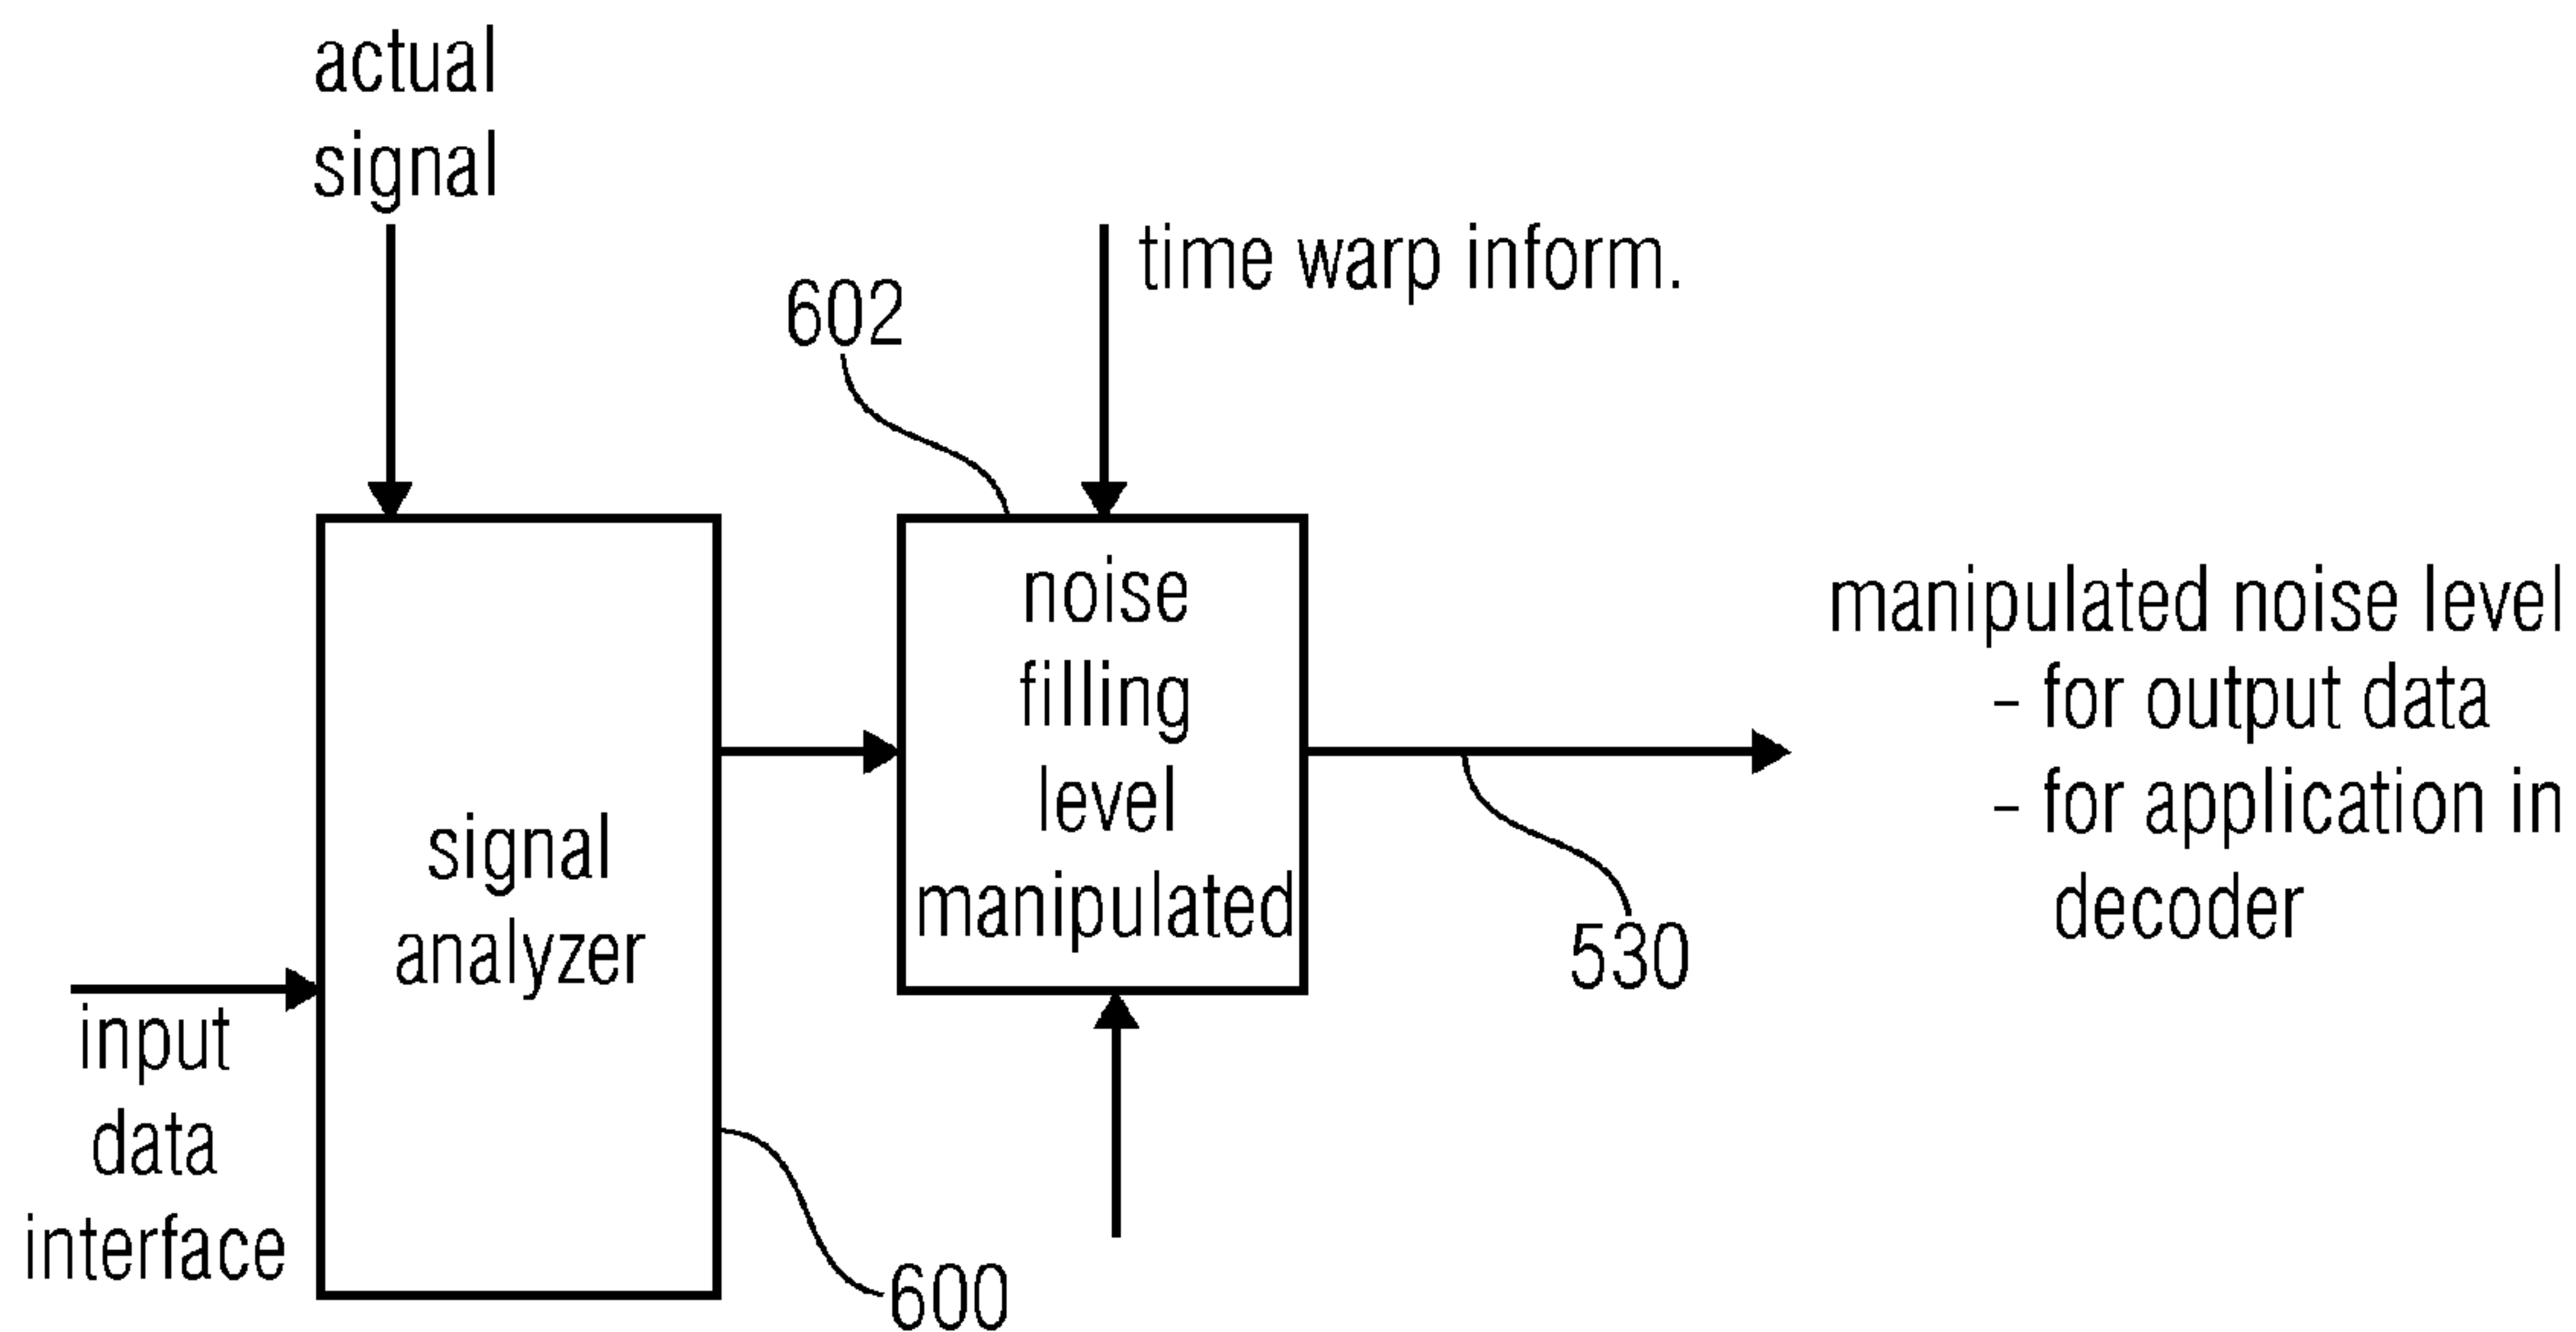 actual
signal
time warp inform.
602
noise
filling
level
manipulated
manipulated noise level
- for output data
- for application in
decoder
530
signal
analyzer
input
data
interface
600